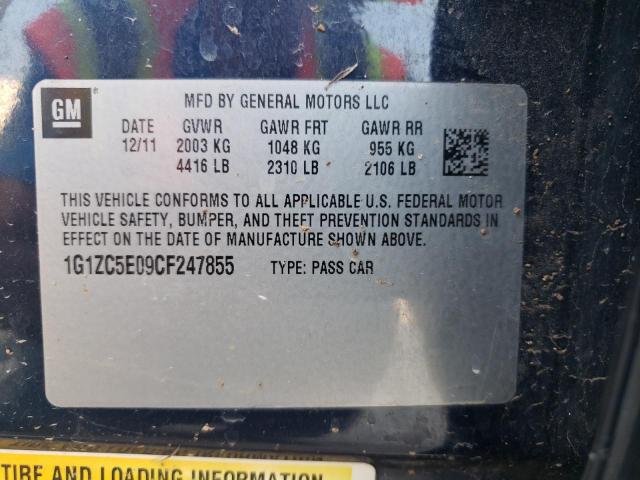 GM
MFD BY GENERAL MOTORS LLC
DATE GVWR GAWR FRT GAWR RR
12/11 2003 KG 1048 KG 955 KG
4416 LB 2310 LB 2106 LB
THIS VEHICLE CONFORMS TO ALL APPLICABLE U.S. FEDERAL MOTOR
VEHICLE SAFETY, BUMPER, AND THEFT PREVENTION STANDARDS IN
EFFECT ON THE DATE OF MANUFACTURE SHOWN ABOVE.
1G1ZC5E09CF247855 TYPE: PASS CAR
TIRE AND LOADING INFORMATION